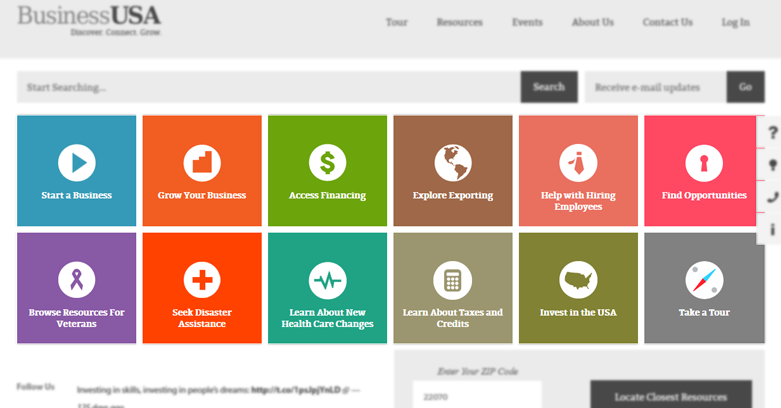 BusinessUSA
Discover. Connect. Grow.
Tour Resources Events About Us Contact Us Log In
Start Searching... Search Receive e-mail updates Go
Start a Business
Grow Your Business
Access Financing
Explore Exporting
Help with Hiring
Employees
Find Opportunities
Browse Resources For
Veterans
Seek Disaster
Assistance
Learn About New
Health Care Changes
Learn About Taxes and
Credits
Invest in the USA
Take a Tour
Follow Us
Investing in skills, investing in people's dreams: —
Enter Your ZIP Code
22070 Locate Closest Resources